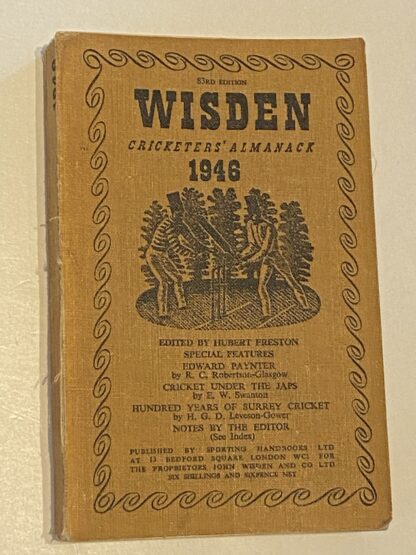 1946
83RD EDITION
WISDEN
CRICKETERS' ALMANACK
1946
EDITED BY HUBERT PRESTON
SPECIAL FEATURES
EDWARD PAYNTER
by R. C. Robertson-Glasgow
CRICKET UNDER THE JAPS
by E. W. Swanton
HUNDRED YEARS OF SURREY CRICKET
by H. G. D. Leveson-Gower
NOTES BY THE EDITOR
(See Index)
PUBLISHED BY SPORTING HANDBOOKS LTD
AT 13 BEDFORD SQUARE LONDON WC1 FOR
THE PROPRIETORS JOHN WISDEN AND CO LTD
SIX SHILLINGS AND SIXPENCE NET